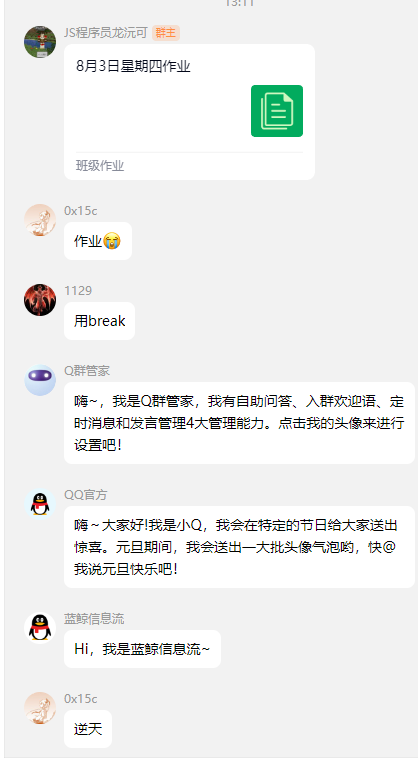 13:11
JS程序员龙沅可 群主
8月3日星期四作业
班级作业
0x15c
作业😭
1129
用break
Q群管家
嗨~，我是Q群管家，我有自助问答、入群欢迎语、定
时消息和发言管理4大管理能力。点击我的头像来进行
设置吧！
QQ官方
嗨～大家好!我是小Q，我会在特定的节日给大家送出
惊喜。元旦期间，我会送出一大批头像气泡哟，快@
我说元旦快乐吧！
蓝鲸信息流
Hi，我是蓝鲸信息流~
0x15c
逆天